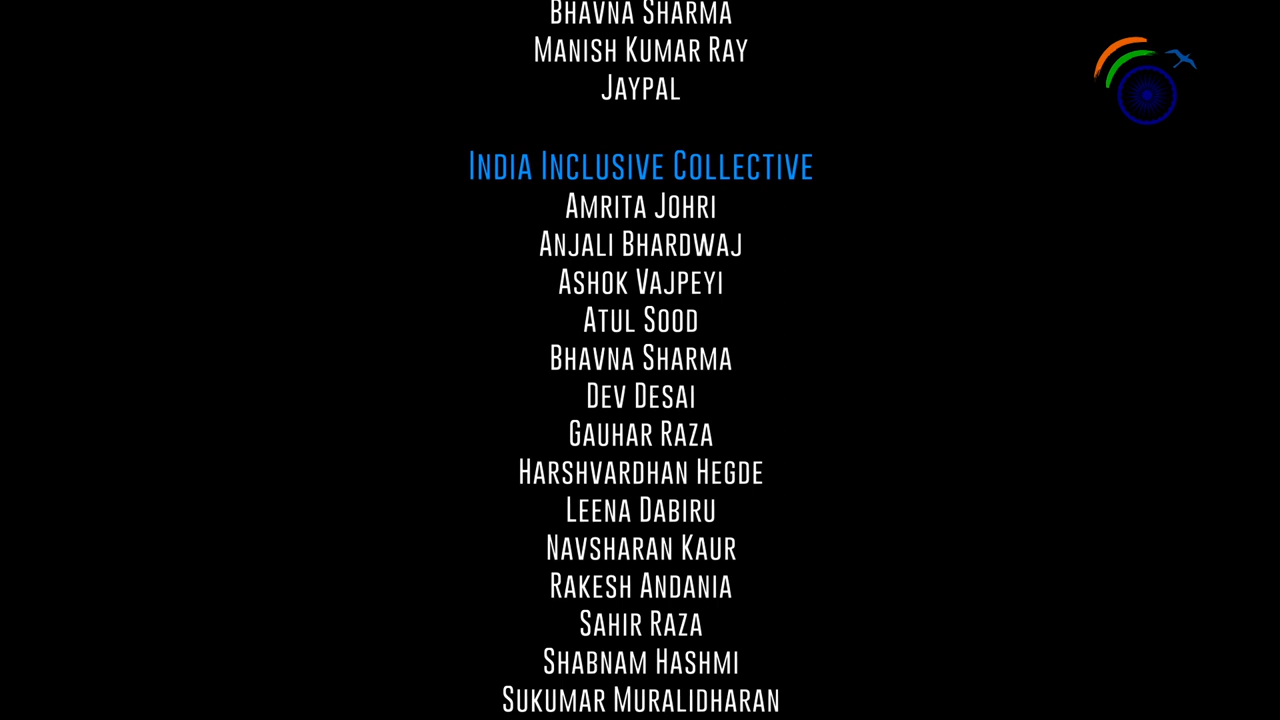 Bhavna Sharma
Manish Kumar Ray
Jaypal
India Inclusive Collective
Amrita Johri
Anjali Bhardwaj
Ashok Vajpeyi
Atul Sood
Bhavna Sharma
Dev Desai
Gauhar Raza
Harshvardhan Hegde
Leena Dabiru
Navsharan Kaur
Rakesh Andania
Sahir Raza
Shabnam Hashmi
Sukumar Muralidharan